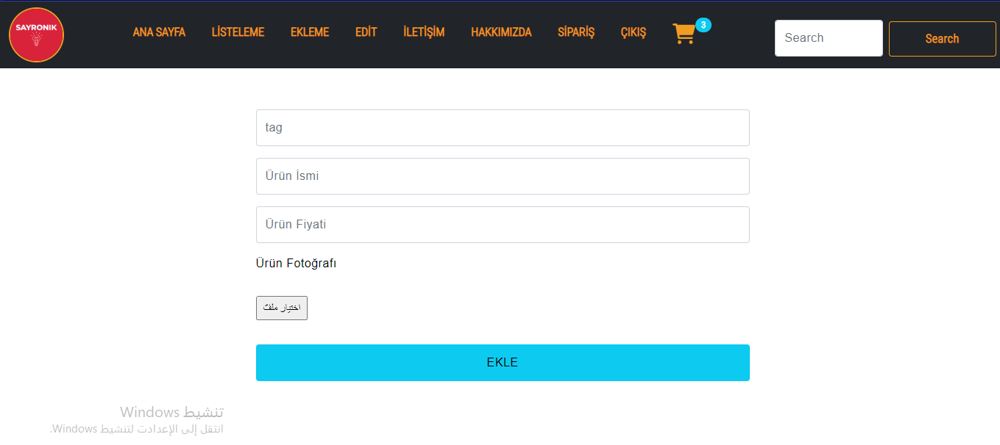 SAYRONIK
ANA SAYFA LİSTELEME EKLEME EDİT İLETİŞİM HAKKIMIZDA SİPARİŞ ÇIKIŞ 3 Search Search
tag
Ürün İsmi
Ürün Fiyati
Ürün Fotoğrafı
اختيار ملف
EKLE
تنشيط Windows
انتقل إلى الإعدادات لتنشيط Windows.